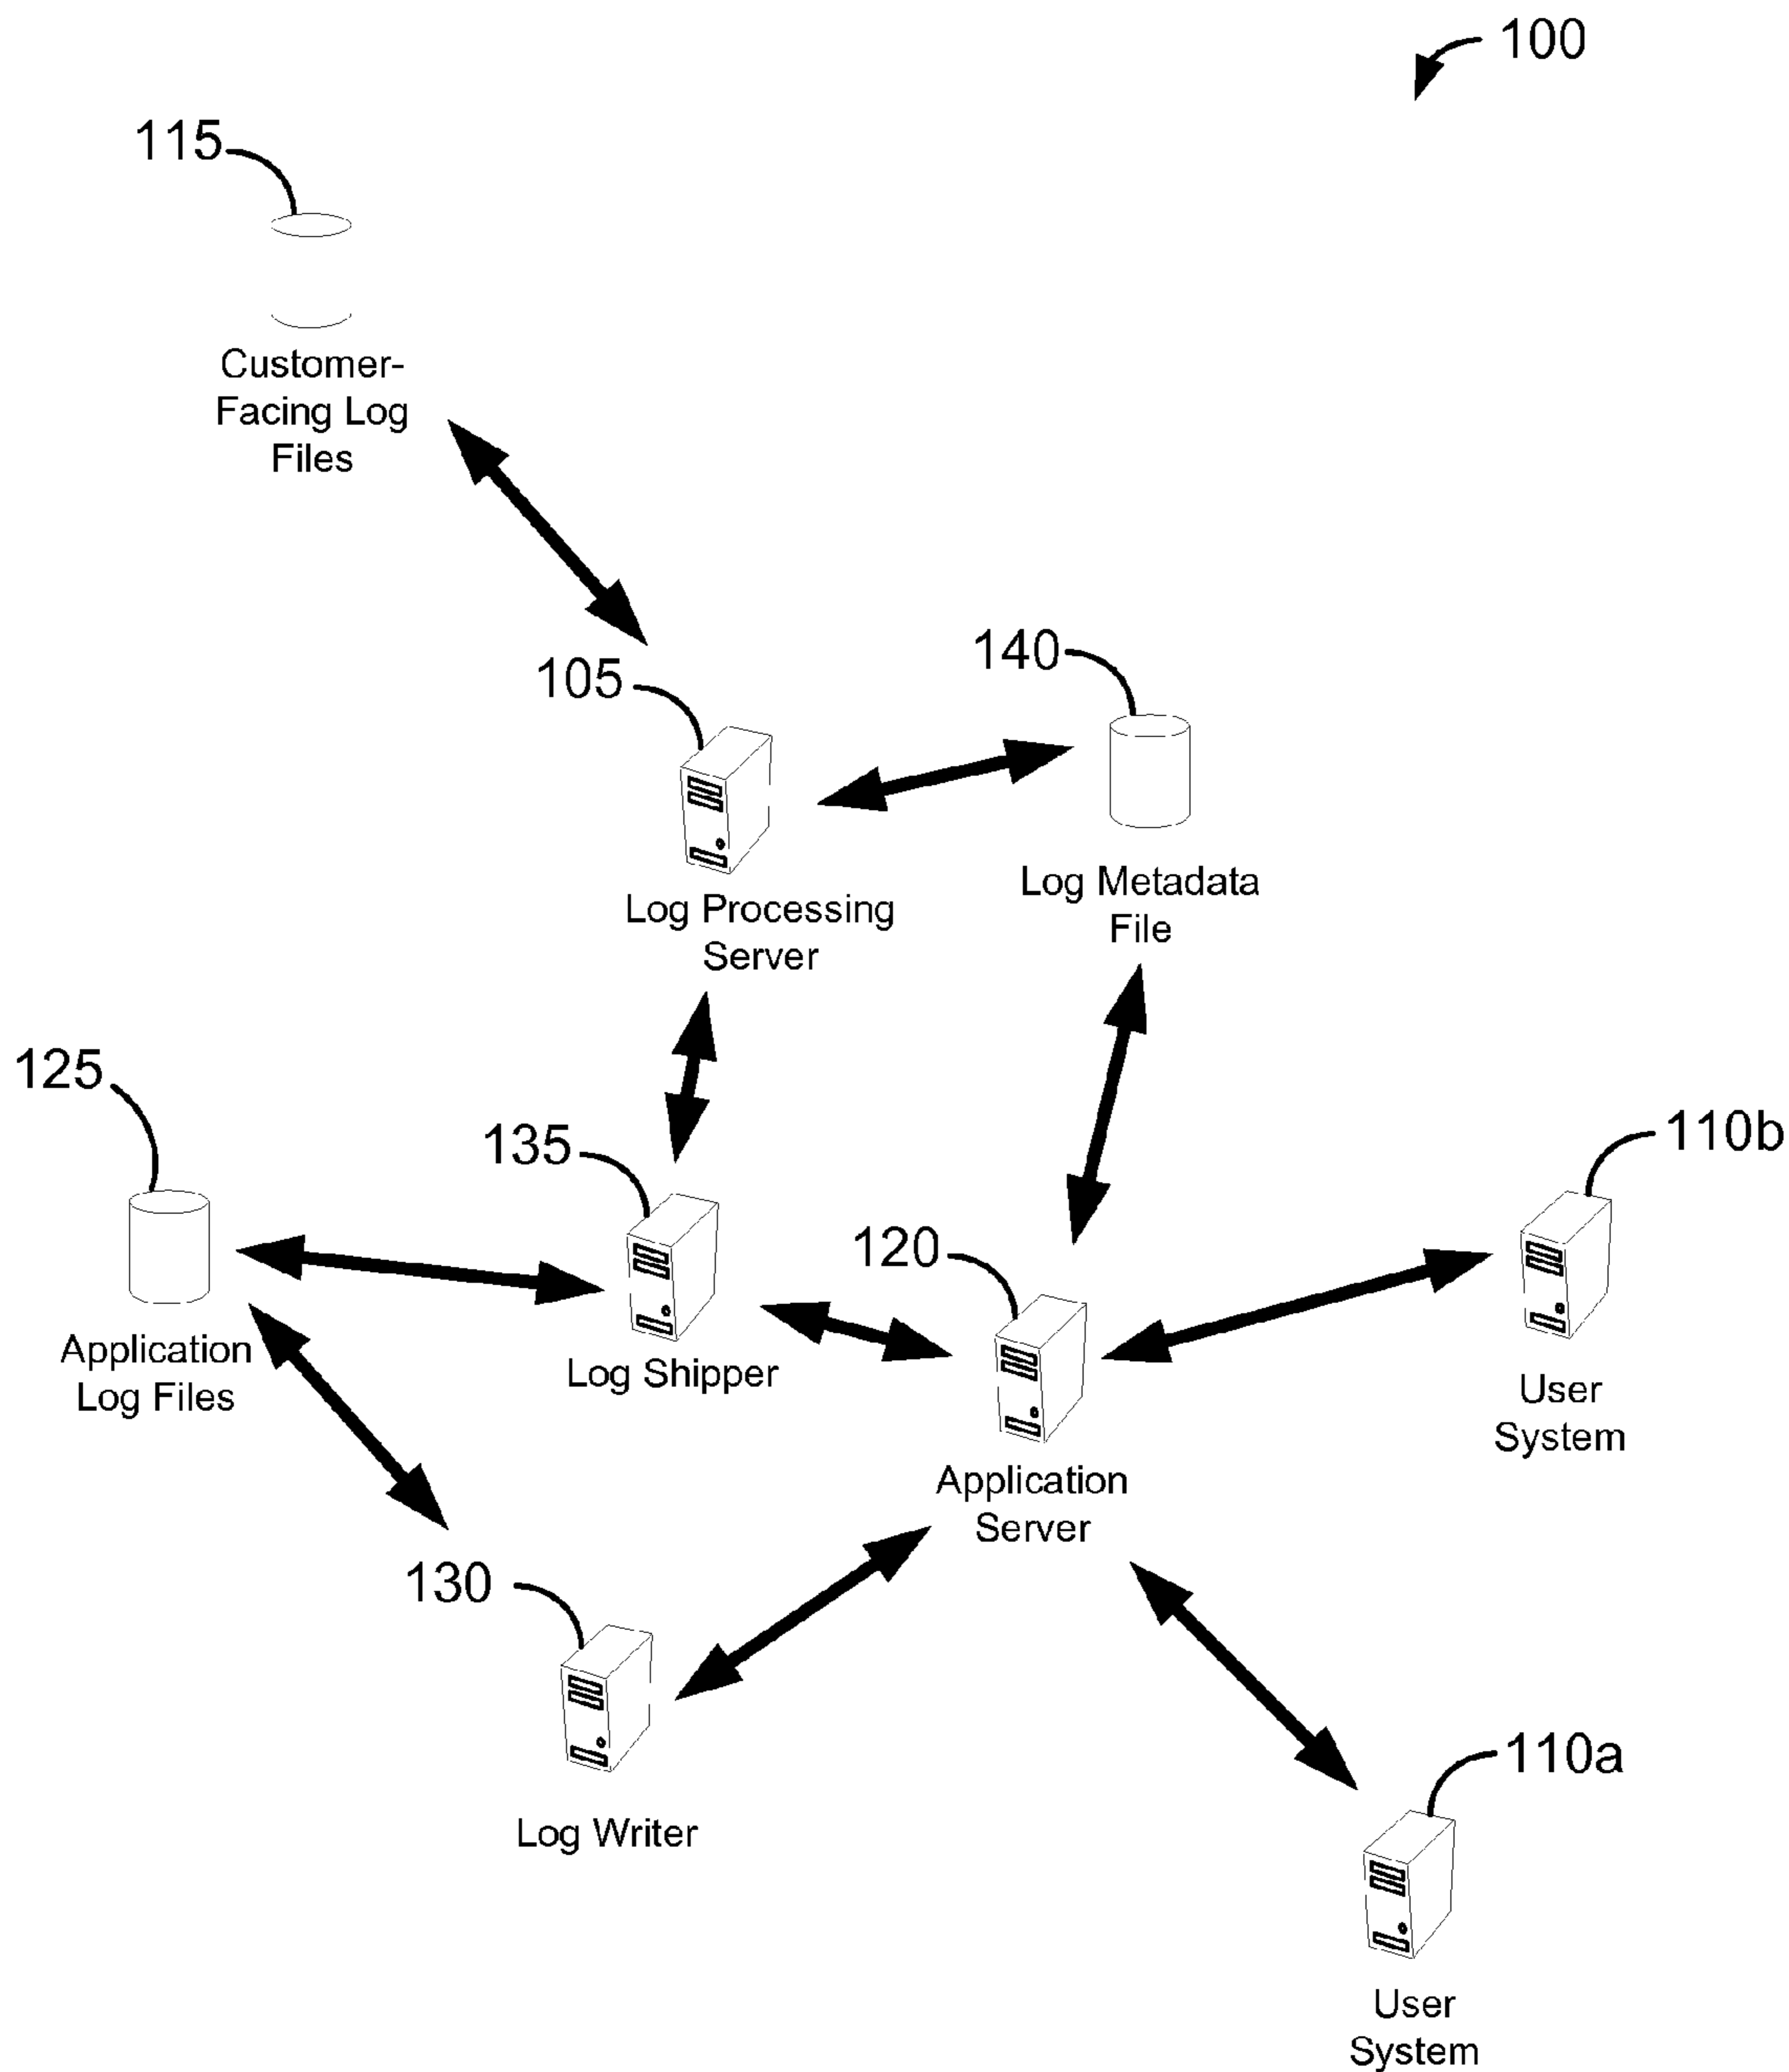 100
115
Customer-
Facing Log
Files
105
140
Log Processing
Server
Log Metadata
File
125
135
110b
120
Application
Log Files
Log Shipper
User
System
Application
Server
130
Log Writer
110a
User
System